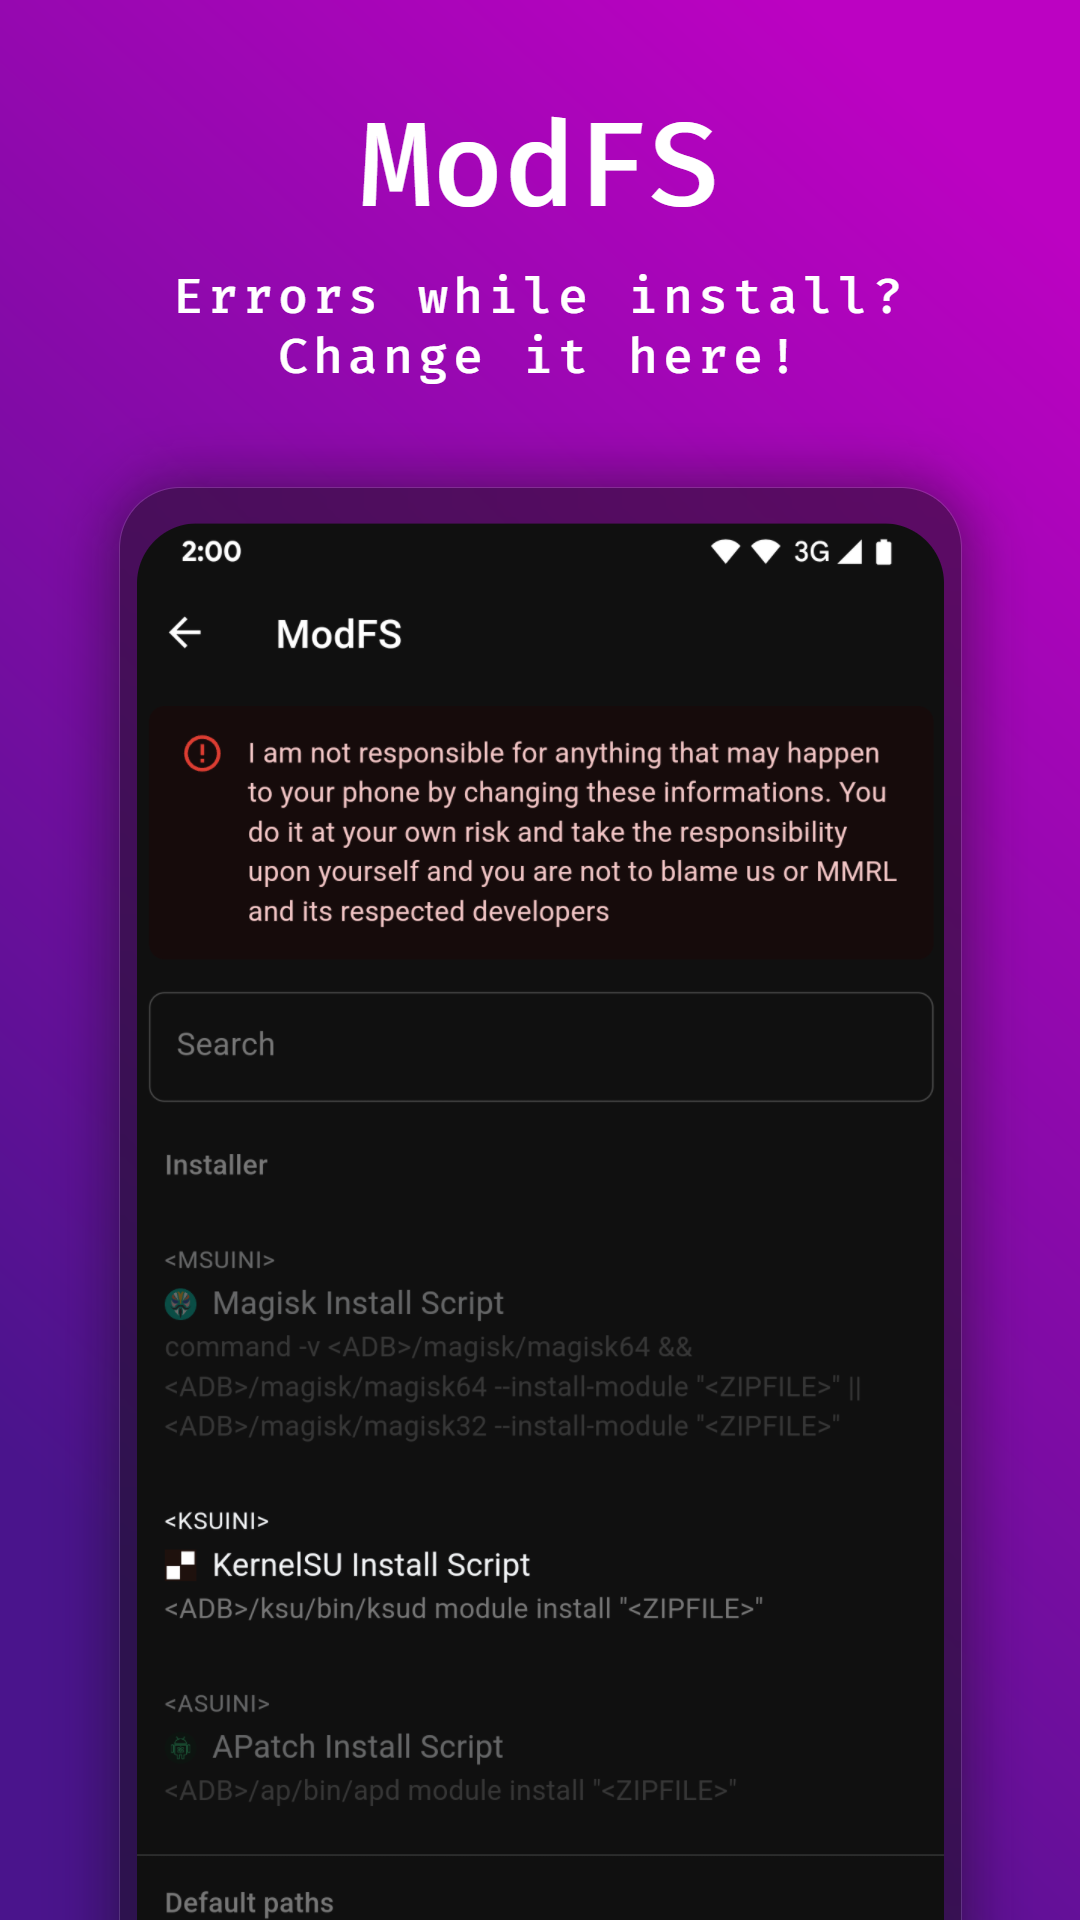 ModFS
Errors while install?
Change it here!
2:00
3G
ModFS
I am not responsible for anything that may happen
to your phone by changing these informations. You
do it at your own risk and take the responsibility
upon yourself and you are not to blame us or MMRL
and its respected developers
Search
Installer
<MSUINI>
Magisk Install Script
command -v <ADB>/magisk/magisk64 &&
<ADB>/magisk/magisk64 --install-module "<ZIPFILE>" ||
<ADB>/magisk/magisk32 --install-module "<ZIPFILE>"
<KSUINI>
KernelSU Install Script
<ADB>/ksu/bin/ksud module install "<ZIPFILE>"
<ASUINI>
APatch Install Script
<ADB>/ap/bin/apd module install "<ZIPFILE>"
Default paths